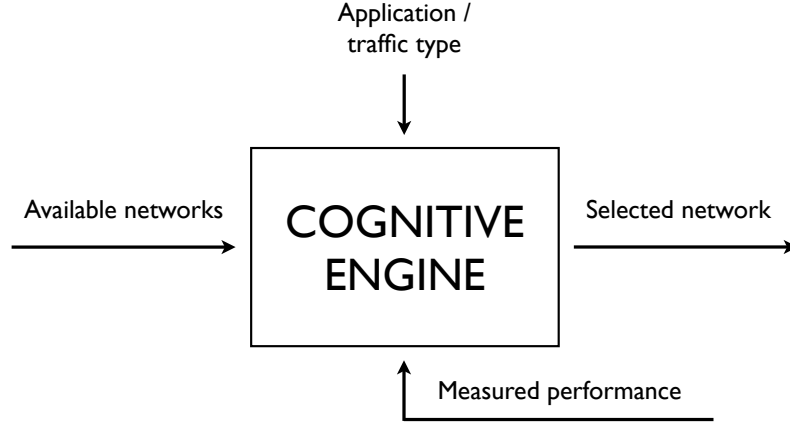 Application /
traffic type
Available networks
COGNITIVE
ENGINE
Selected network
Measured performance